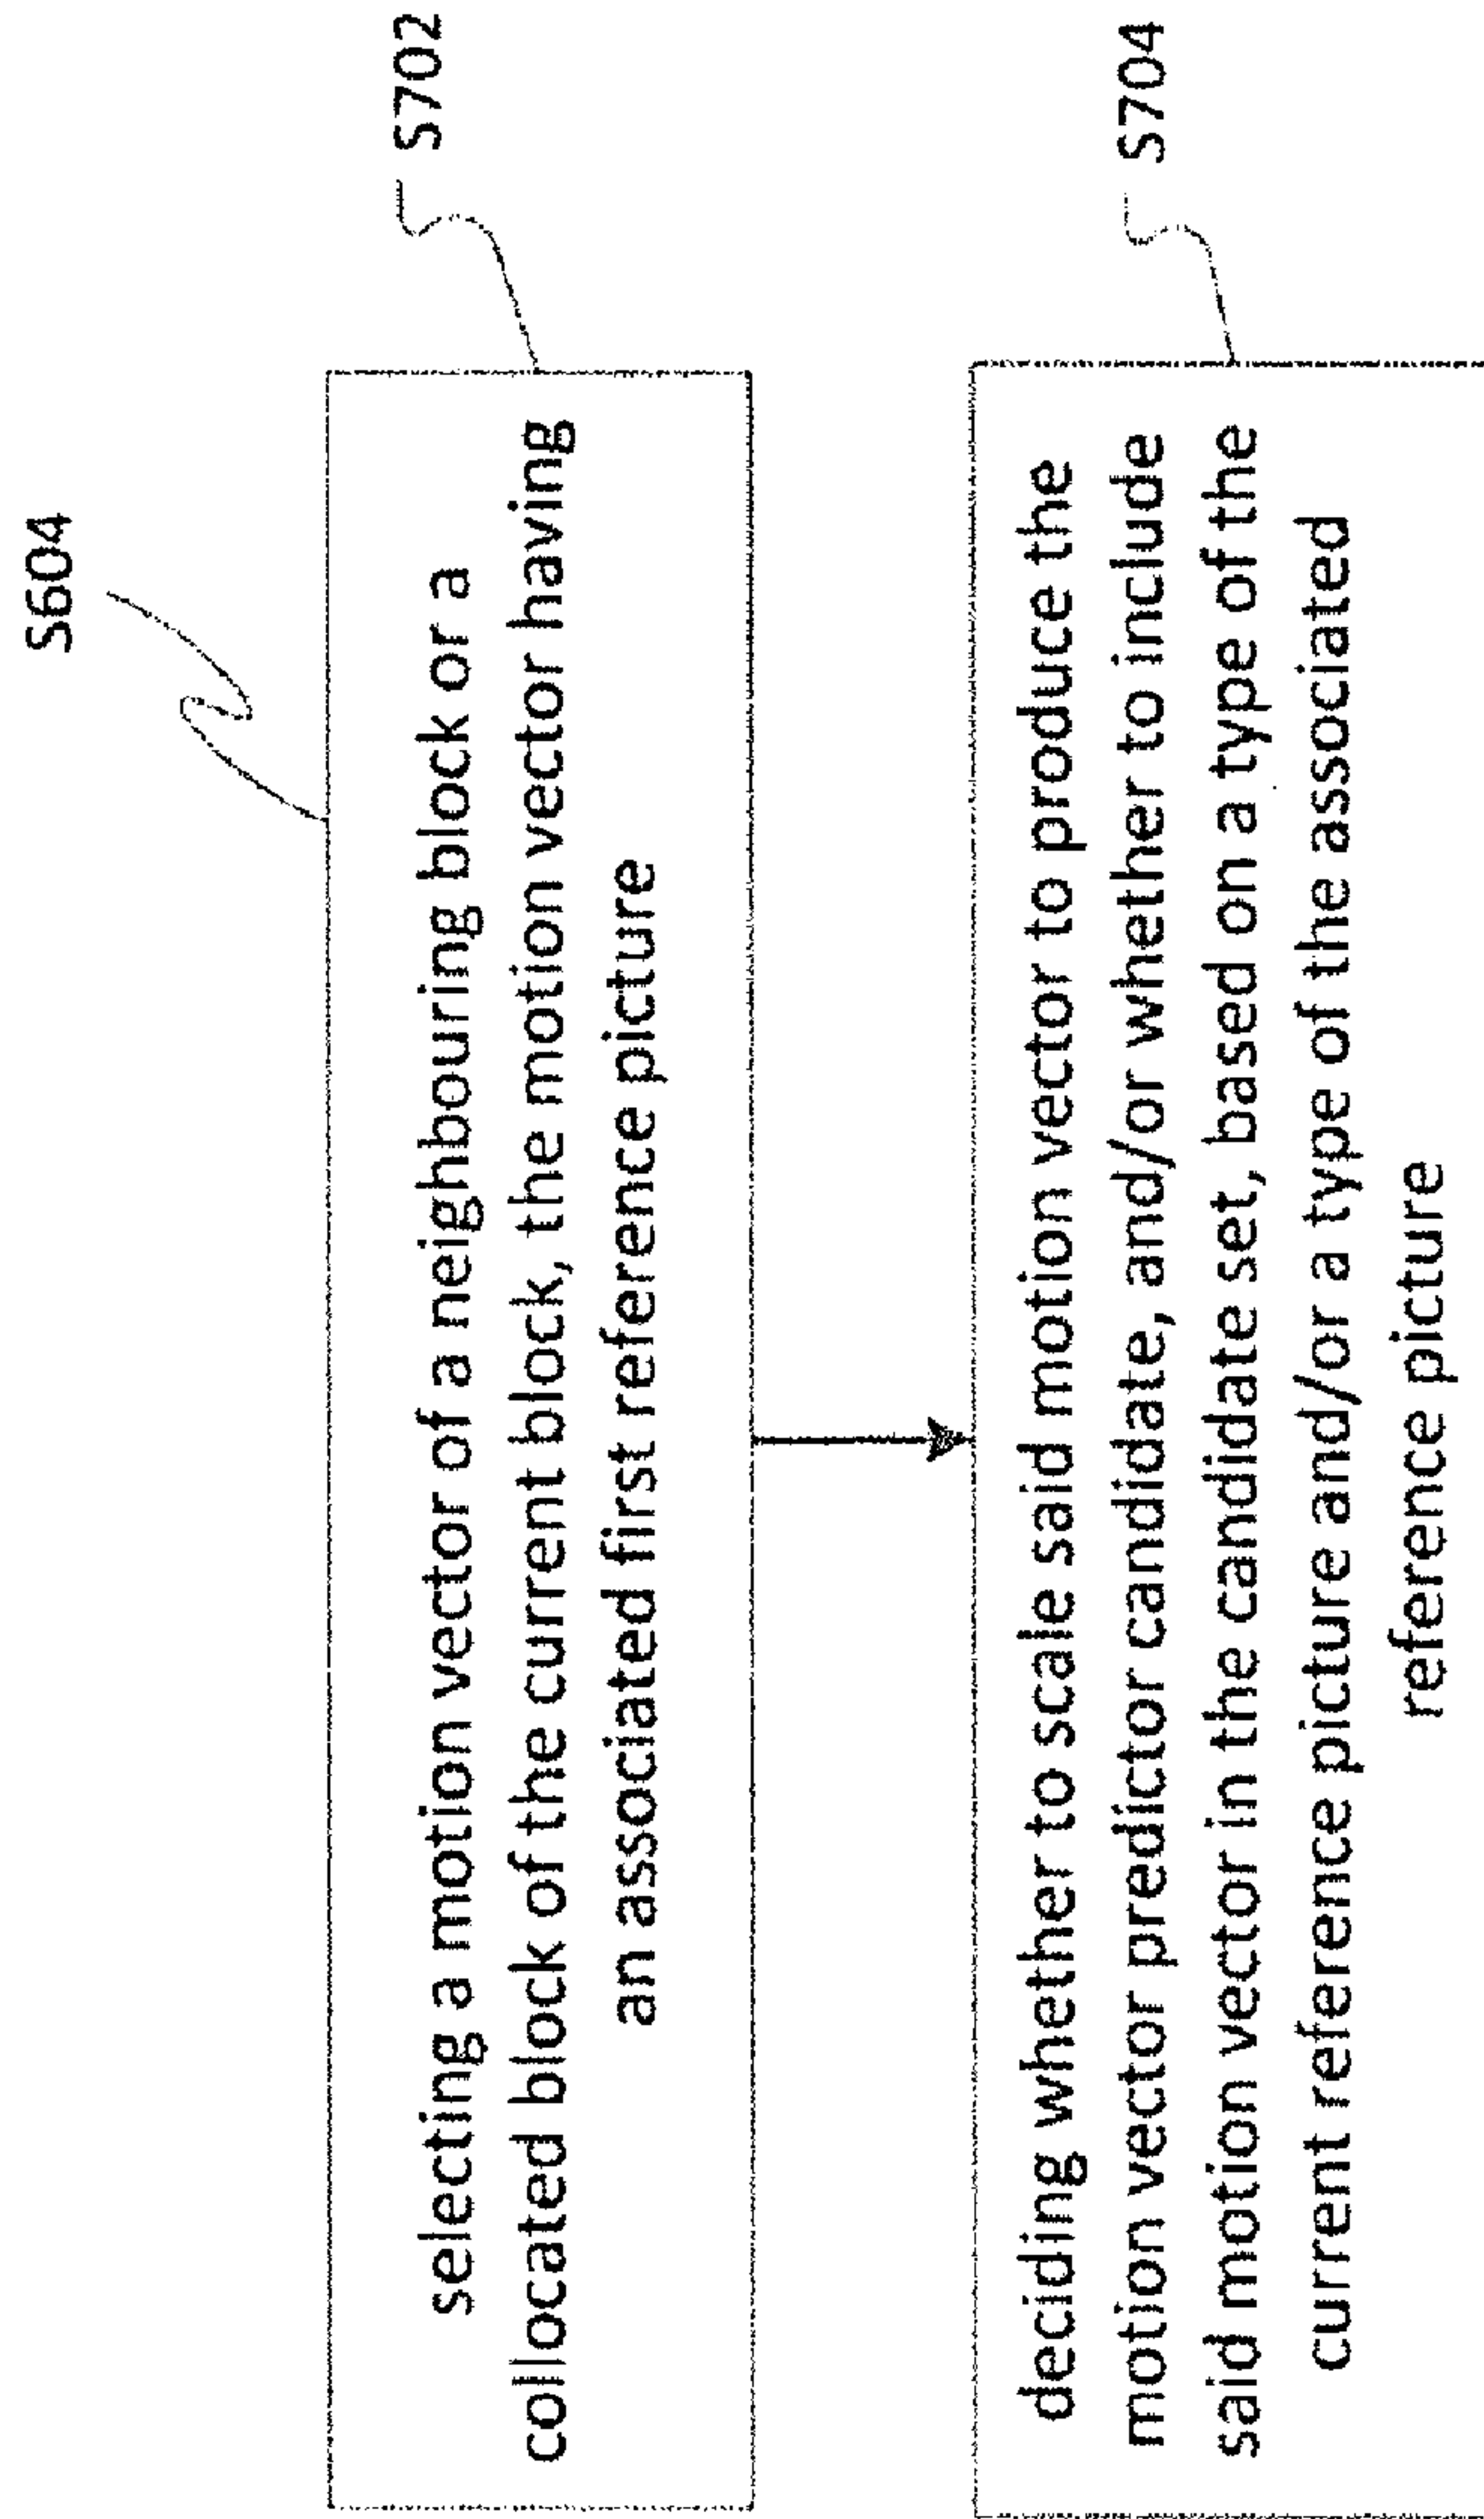 S604
S702
selecting a motion vector of a neighbouring block or a
collocated block of the current block, the motion vector having
an associated first reference picture
S704
deciding whether to scale said motion vector to produce the
motion vector predictor candidate, and/or whether to include
said motion vector in the candidate set, based on a type of the
current reference picture and/or a type of the associated
reference picture